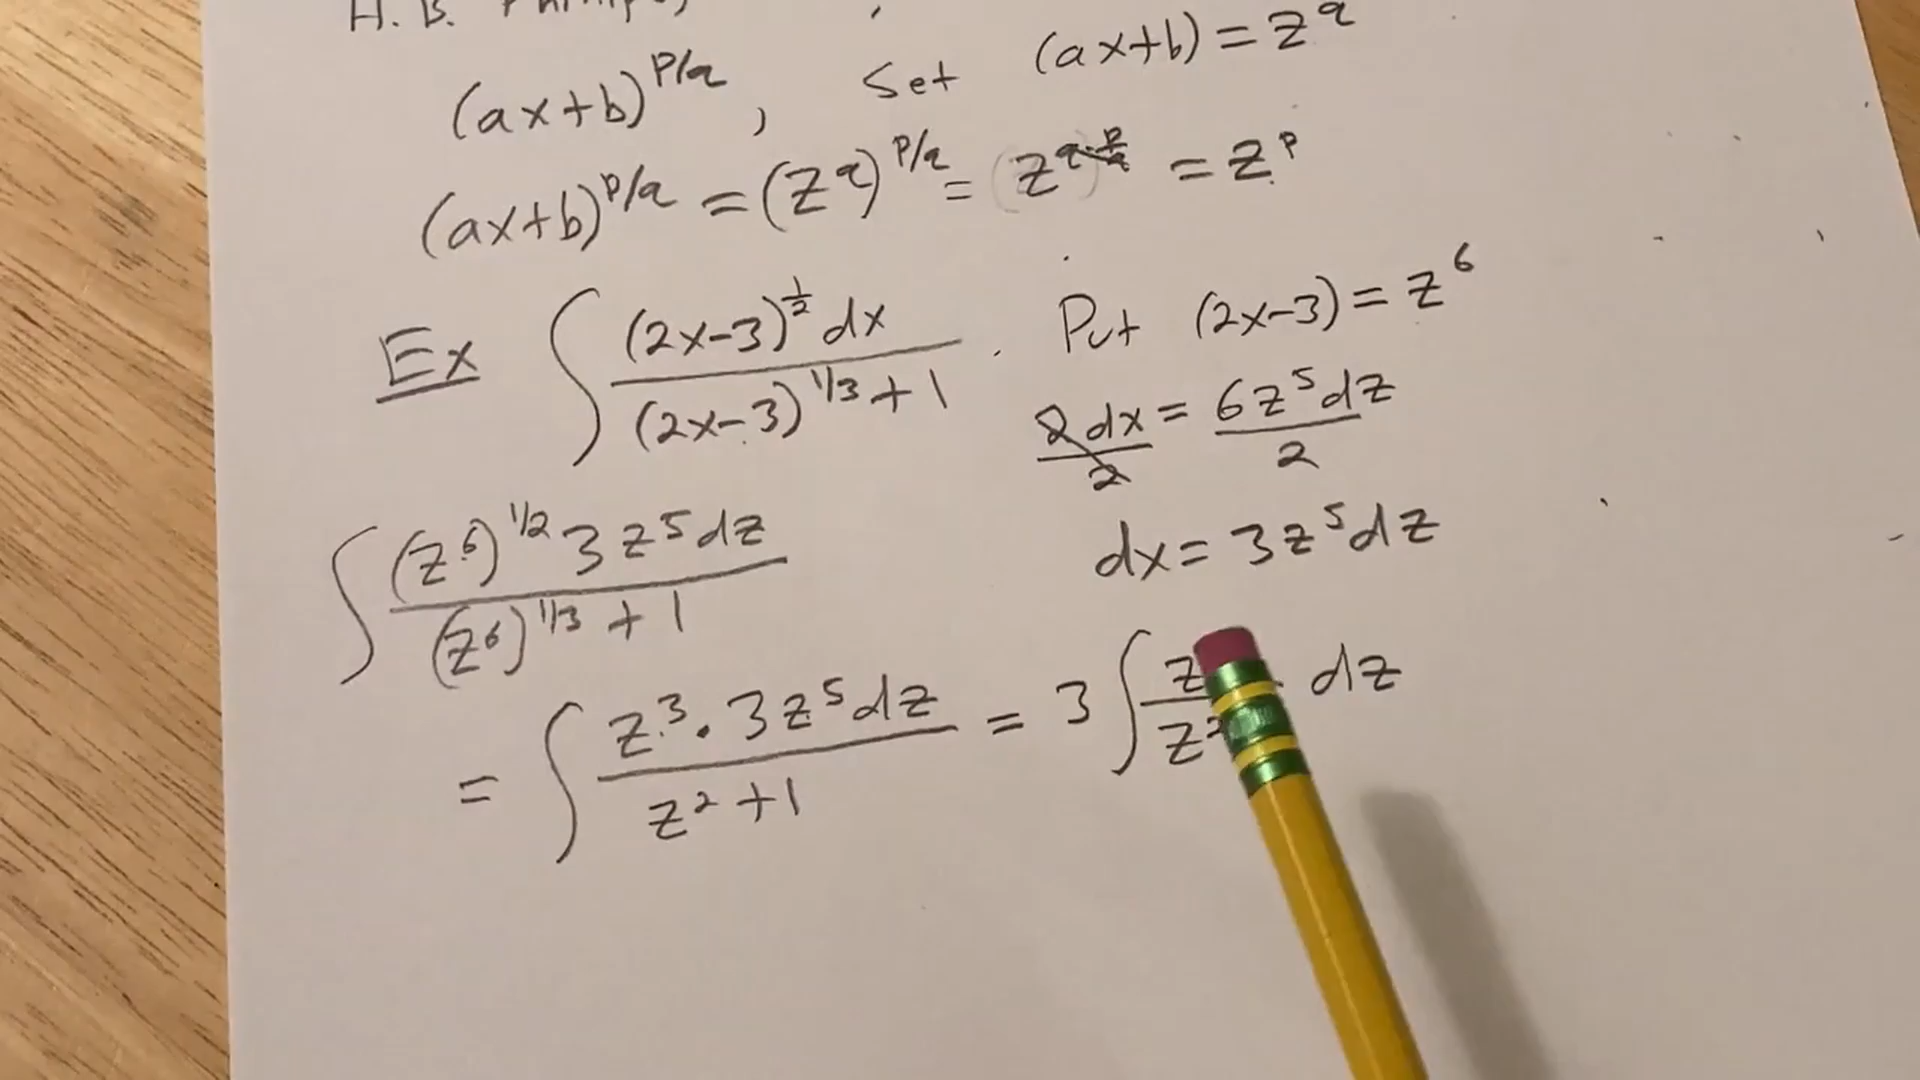 H. B. Phillips,
(ax+b)^{p/q}, Set (ax+b) = z^q
(ax+b)^{p/q} = (z^q)^{p/q} = z^{q·p/q} = z^p
Ex ∫ (2x-3)^{1/2} dx / ((2x-3)^{1/3} + 1) . Put (2x-3) = z^6
2dx/2 = 6z^5 dz/2
∫ (z^6)^{1/2} 3z^5 dz / ((z^6)^{1/3} + 1) dx = 3z^5 dz
= ∫ z^3 · 3z^5 dz / (z^2 + 1) = 3 ∫ z / z^2 dz